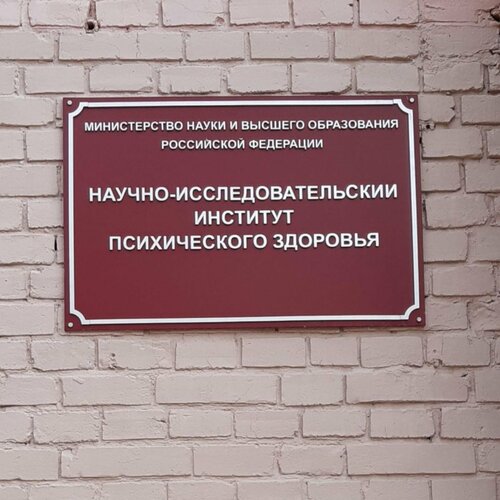 МИНИСТЕРСТВО НАУКИ И ВЫСШЕГО ОБРАЗОВАНИЯ
РОССИЙСКОЙ ФЕДЕРАЦИИ
НАУЧНО-ИССЛЕДОВАТЕЛЬСКИЙ
ИНСТИТУТ
ПСИХИЧЕСКОГО ЗДОРОВЬЯ